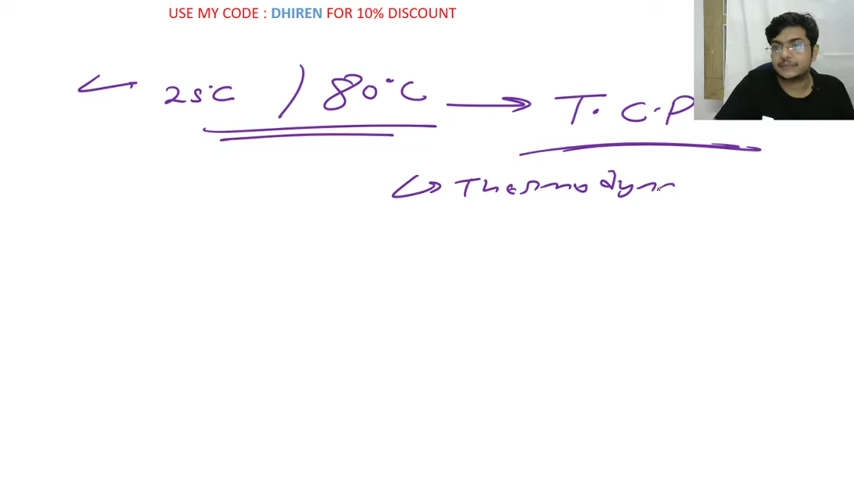 USE MY CODE : DHIREN FOR 10% DISCOUNT
25°C / 80°C → T.C.P
↳ Thermodyn